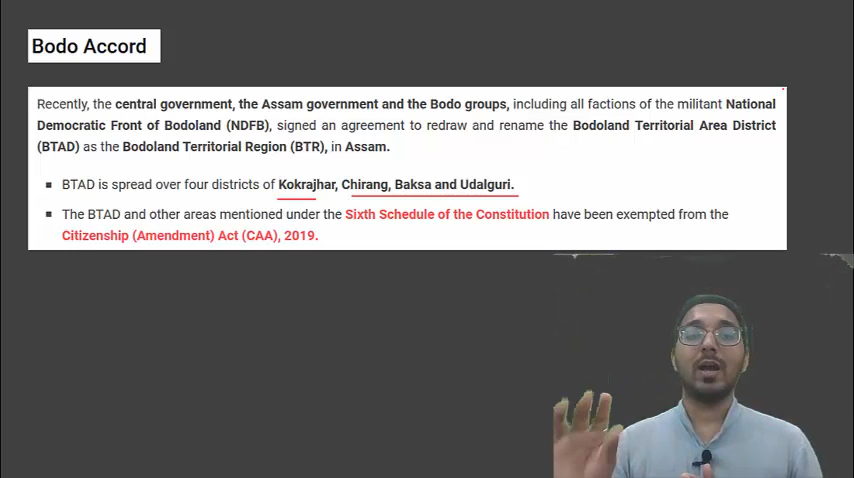 Bodo Accord
Recently, the central government, the Assam government and the Bodo groups, including all factions of the militant National
Democratic Front of Bodoland (NDFB), signed an agreement to redraw and rename the Bodoland Territorial Area District
(BTAD) as the Bodoland Territorial Region (BTR), in Assam.
▪ BTAD is spread over four districts of Kokrajhar, Chirang, Baksa and Udalguri.
▪ The BTAD and other areas mentioned under the Sixth Schedule of the Constitution have been exempted from the
Citizenship (Amendment) Act (CAA), 2019.